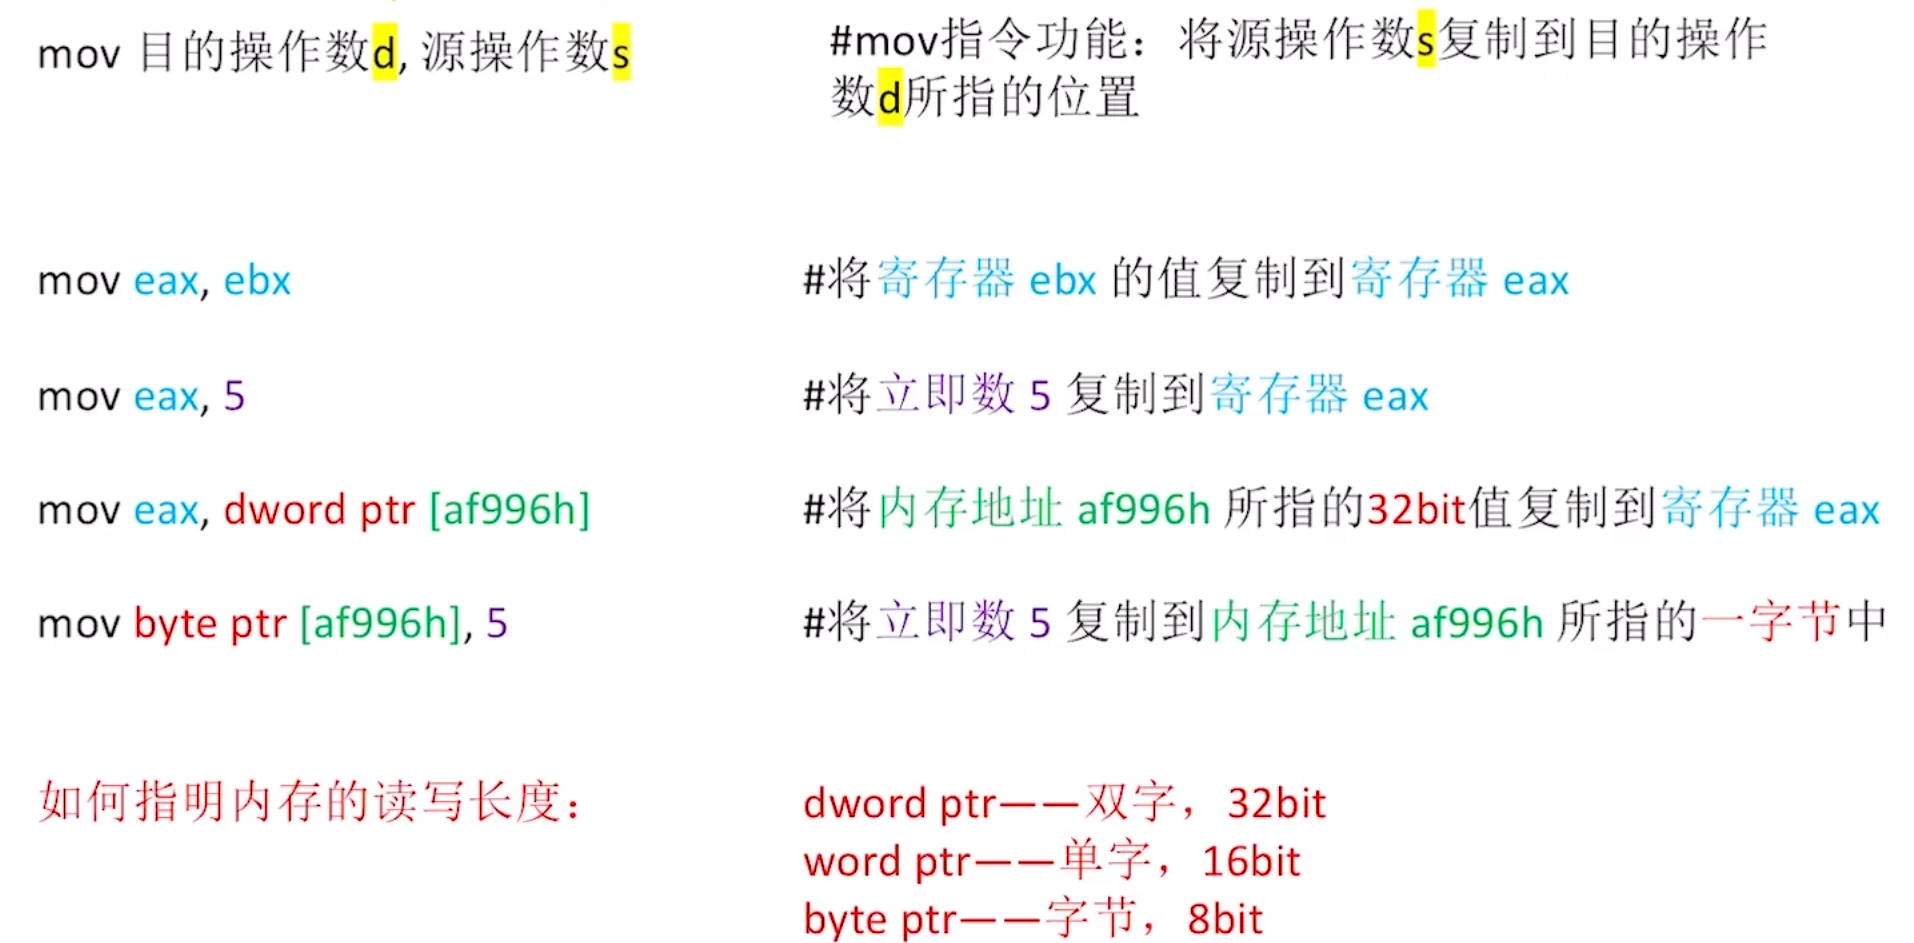 mov 目的操作数d, 源操作数s
#mov指令功能：将源操作数s复制到目的操作
数d所指的位置
mov eax, ebx
#将寄存器 ebx 的值复制到寄存器 eax
mov eax, 5
#将立即数 5 复制到寄存器 eax
mov eax, dword ptr [af996h]
#将内存地址 af996h 所指的32bit值复制到寄存器 eax
mov byte ptr [af996h], 5
#将立即数 5 复制到内存地址 af996h 所指的一字节中
如何指明内存的读写长度：
dword ptr——双字，32bit
word ptr——单字，16bit
byte ptr——字节，8bit